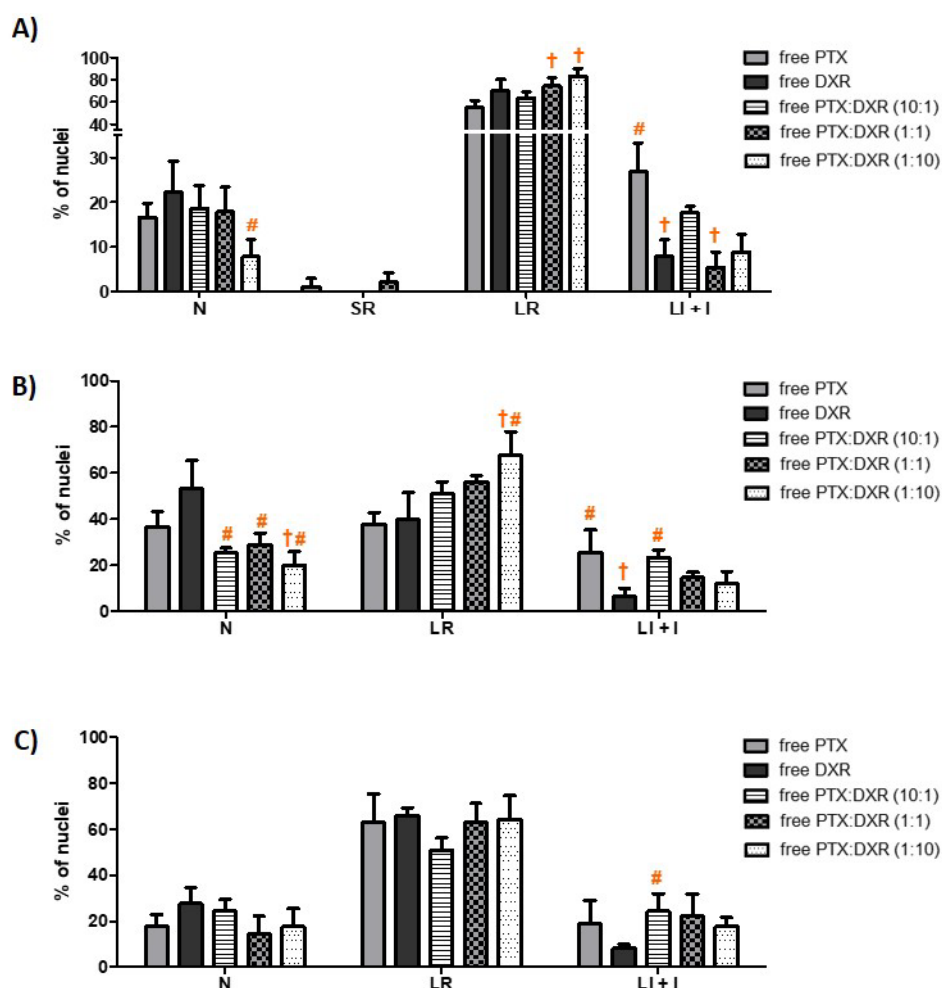 A)
% of nuclei
100
80
60
40
30
20
10
0
#
†
†
#
†
†
N
SR
LR
LI + I
free PTX
free DXR
free PTX:DXR (10:1)
free PTX:DXR (1:1)
free PTX:DXR (1:10)
B)
% of nuclei
100
80
60
40
20
0
#
#
†#
†#
#
†
#
N
LR
LI + I
free PTX
free DXR
free PTX:DXR (10:1)
free PTX:DXR (1:1)
free PTX:DXR (1:10)
C)
% of nuclei
100
80
60
40
20
0
#
N
LR
LI + I
free PTX
free DXR
free PTX:DXR (10:1)
free PTX:DXR (1:1)
free PTX:DXR (1:10)